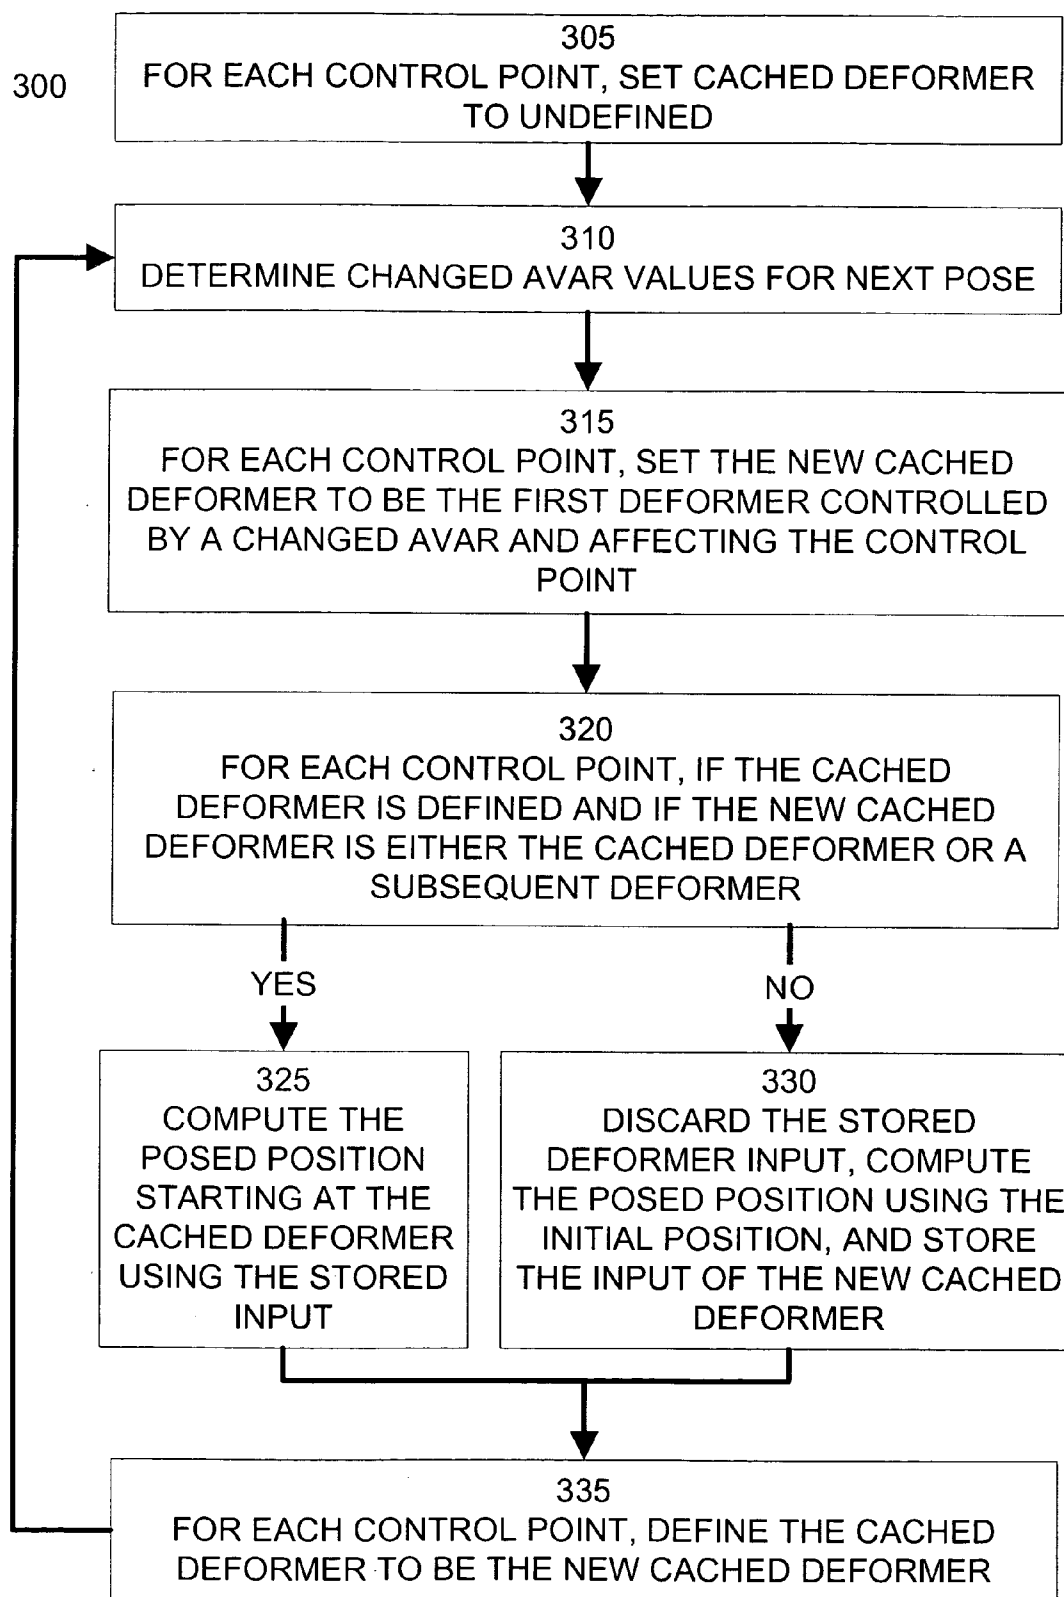 300
305
FOR EACH CONTROL POINT, SET CACHED DEFORMER
TO UNDEFINED
310
DETERMINE CHANGED AVAR VALUES FOR NEXT POSE
315
FOR EACH CONTROL POINT, SET THE NEW CACHED
DEFORMER TO BE THE FIRST DEFORMER CONTROLLED
BY A CHANGED AVAR AND AFFECTING THE CONTROL
POINT
320
FOR EACH CONTROL POINT, IF THE CACHED
DEFORMER IS DEFINED AND IF THE NEW CACHED
DEFORMER IS EITHER THE CACHED DEFORMER OR A
SUBSEQUENT DEFORMER
YES
NO
325
COMPUTE THE
POSED POSITION
STARTING AT THE
CACHED DEFORMER
USING THE STORED
INPUT
330
DISCARD THE STORED
DEFORMER INPUT, COMPUTE
THE POSED POSITION USING THE
INITIAL POSITION, AND STORE
THE INPUT OF THE NEW CACHED
DEFORMER
335
FOR EACH CONTROL POINT, DEFINE THE CACHED
DEFORMER TO BE THE NEW CACHED DEFORMER